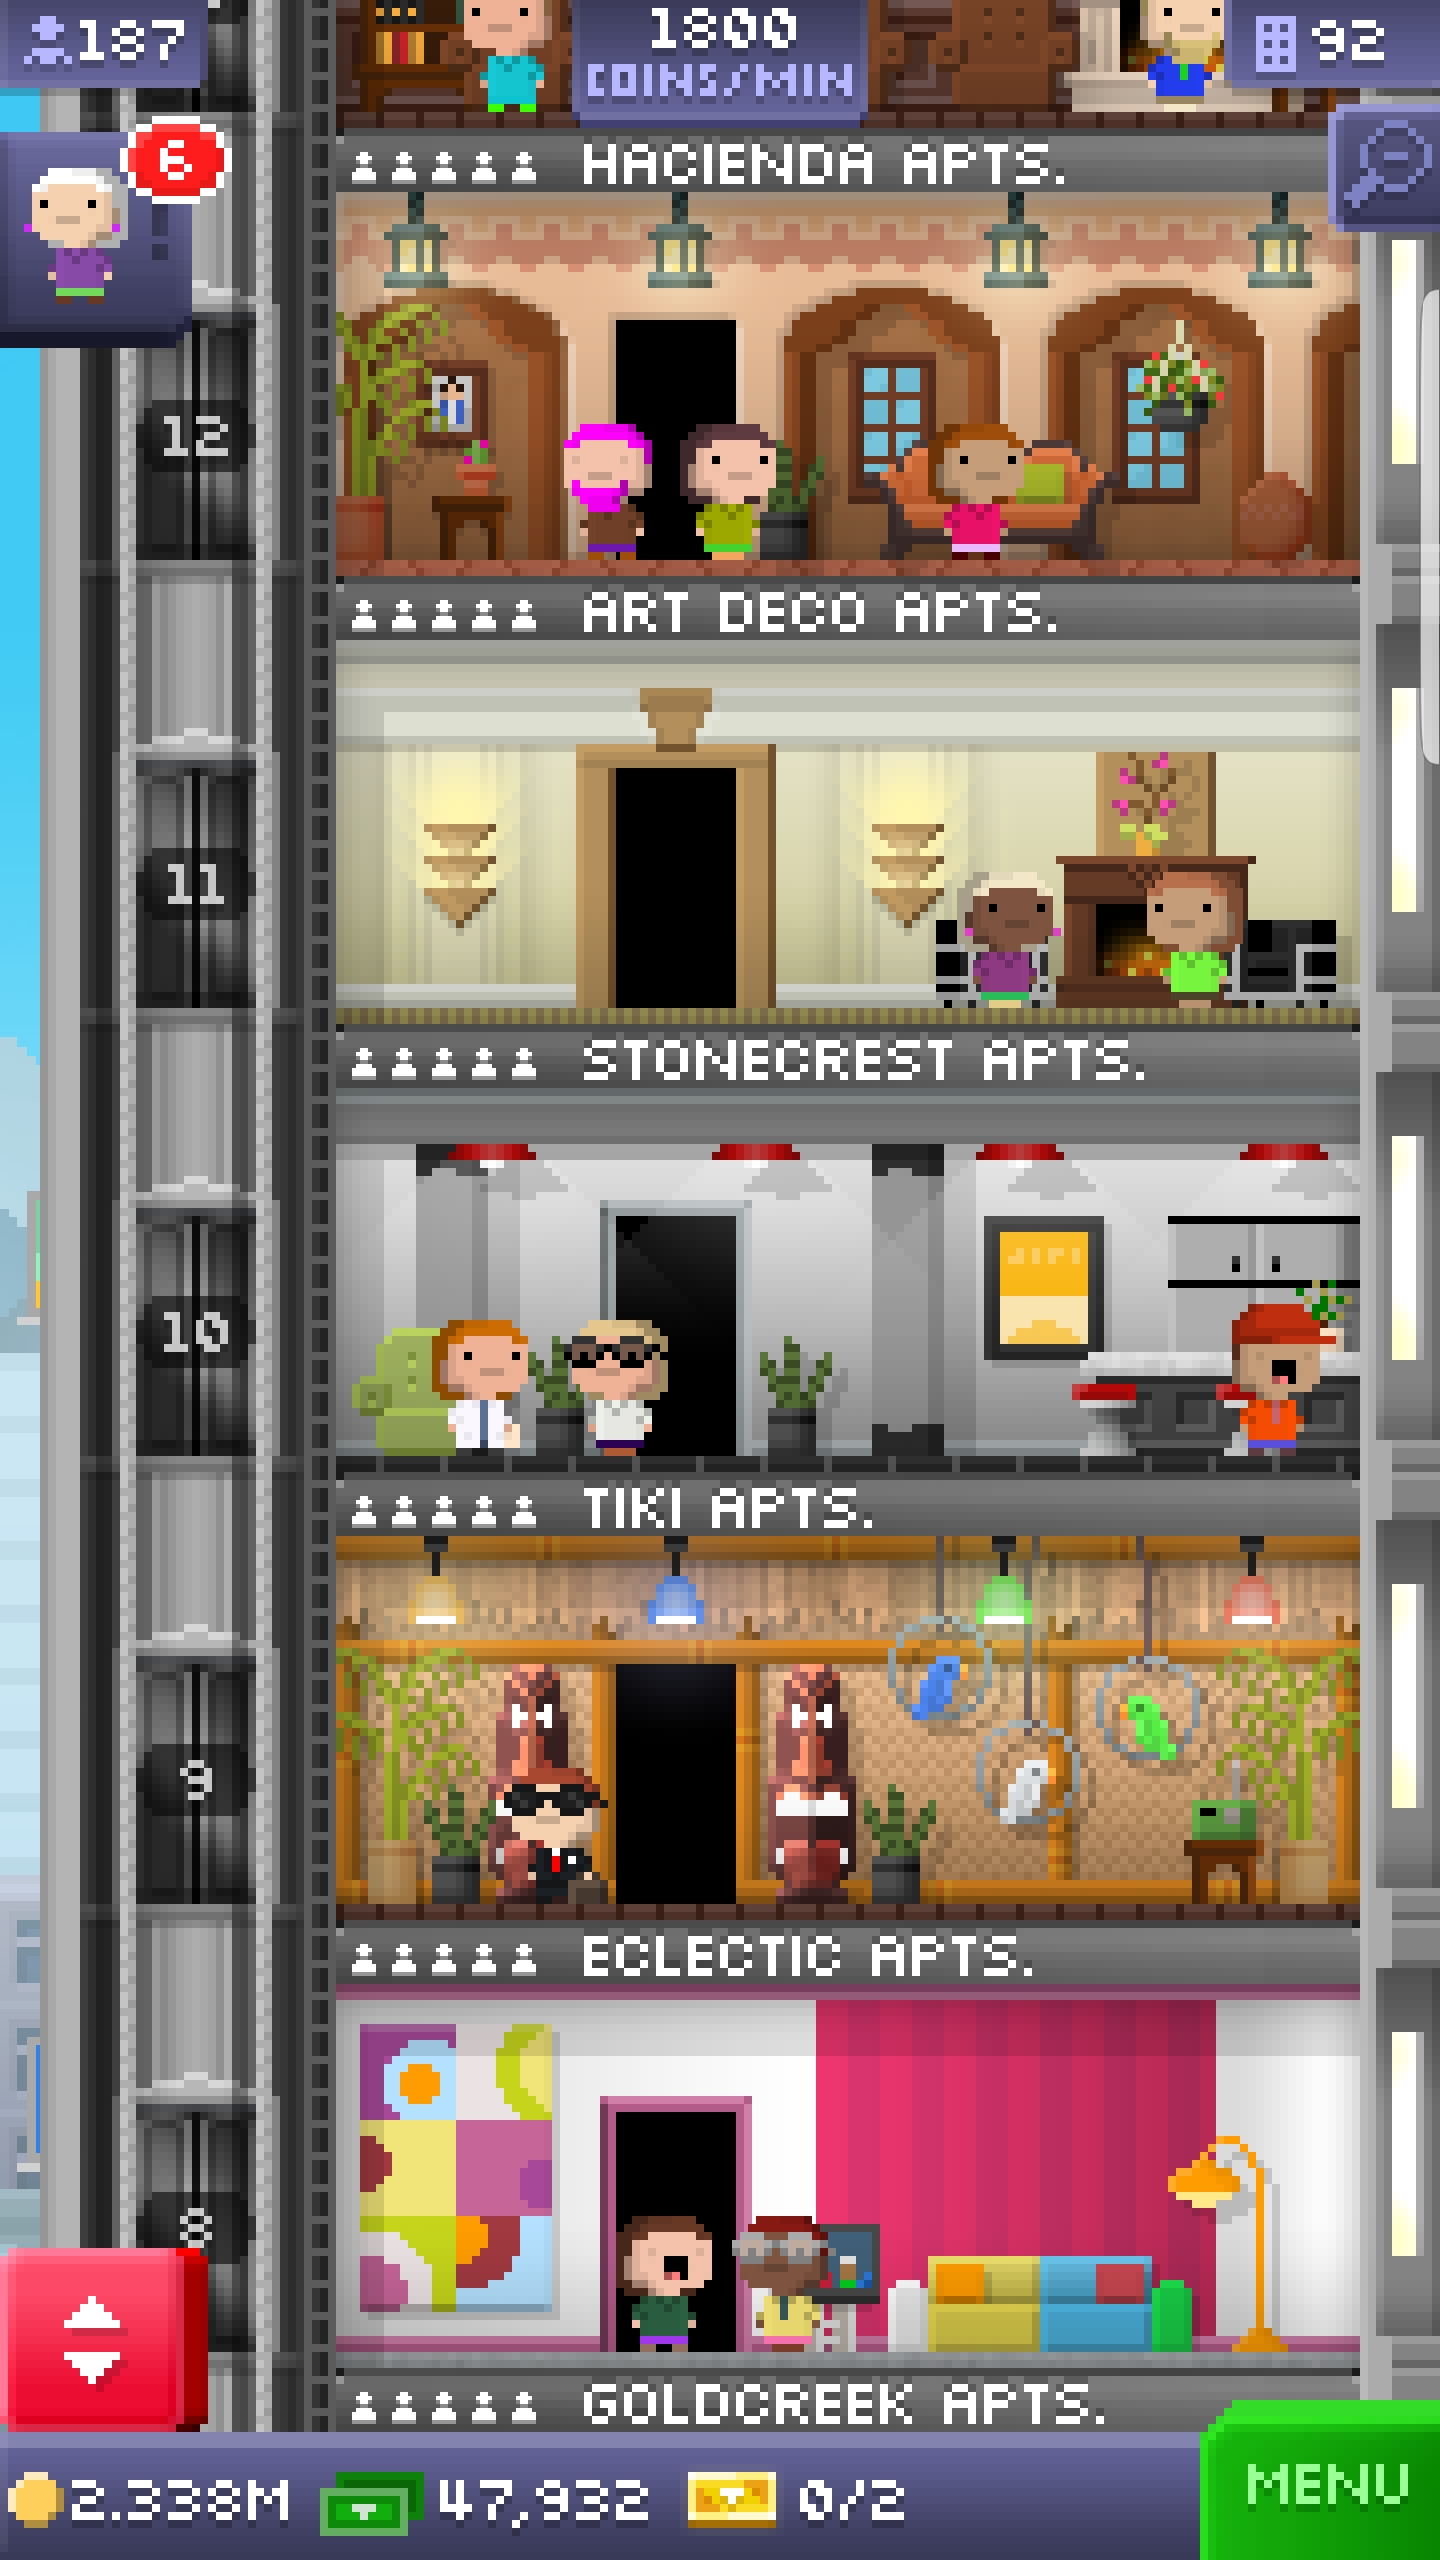 187
1800
COINS/MIN
92
6
HACIENDA APTS.
12
ART DECO APTS.
11
STONECREST APTS.
10
TIKI APTS.
9
ECLECTIC APTS.
8
GOLDCREEK APTS.
2.338M 47,932 0/2
MENU